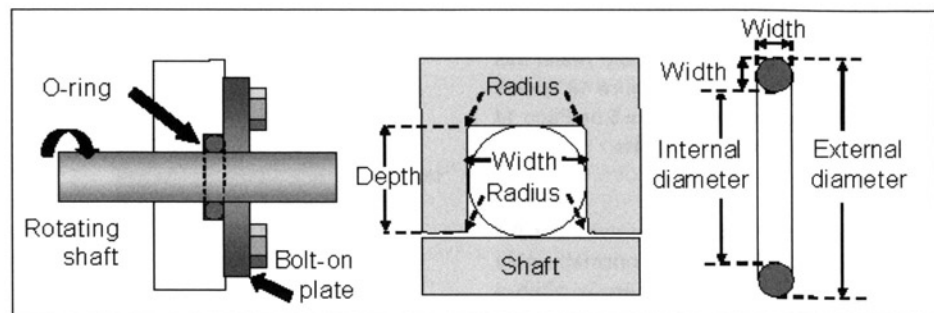 O-ring
Rotating
shaft
Bolt-on
plate
Radius
Depth
Width
Radius
Shaft
Width
Width
Internal
diameter
External
diameter